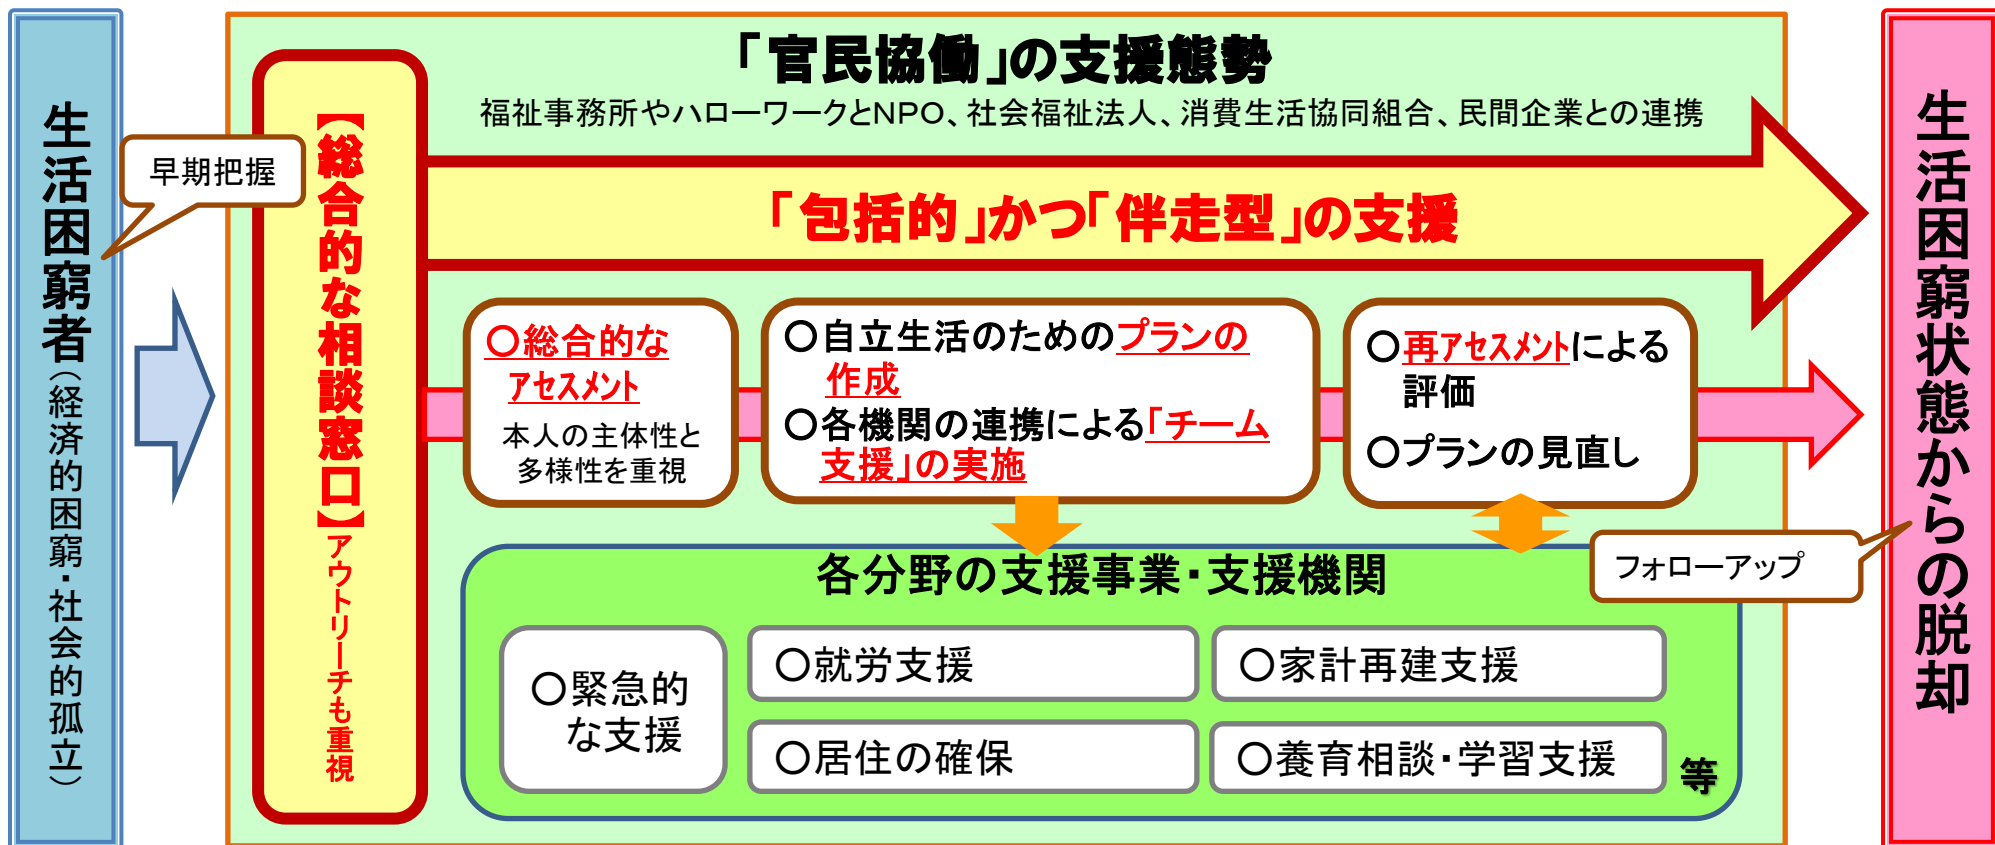 生活困窮者(経済的困窮・社会的孤立)
早期把握
【総合的な相談窓口】アウトリーチも重視
「官民協働」の支援態勢
福祉事務所やハローワークとNPO、社会福祉法人、消費生活協同組合、民間企業との連携
「包括的」かつ「伴走型」の支援
〇総合的な
アセスメント
本人の主体性と
多様性を重視
〇自立生活のためのプランの
作成
〇各機関の連携による「チーム
支援」の実施
〇再アセスメントによる
評価
〇プランの見直し
各分野の支援事業・支援機関
〇緊急的
な支援
〇就労支援
〇家計再建支援
〇居住の確保
〇養育相談・学習支援
等
フォローアップ
生活困窮状態からの脱却